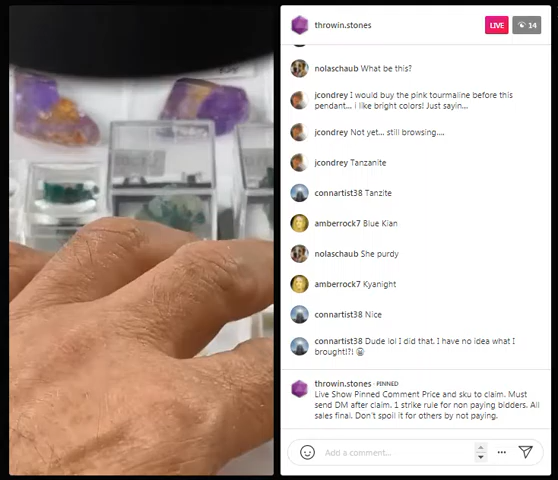 throwin.stones
LIVE
14
nolaschaub What be this?
jcondrey I would buy the pink tourmaline before this
pendant... i like bright colors! Just sayin...
jcondrey Not yet... still browsing....
jcondrey Tanzanite
connartist38 Tanzite
amberrock7 Blue Kian
nolaschaub She purdy
amberrock7 Kyanight
connartist38 Nice
connartist38 Dude lol I did that. I have no idea what I
brought!?! 😬
throwin.stones · PINNED
Live Show Pinned Comment Price and sku to claim. Must
send DM after claim. 1 strike rule for non paying bidders. All
sales final. Don't spoil it for others by not paying.
Add a comment...